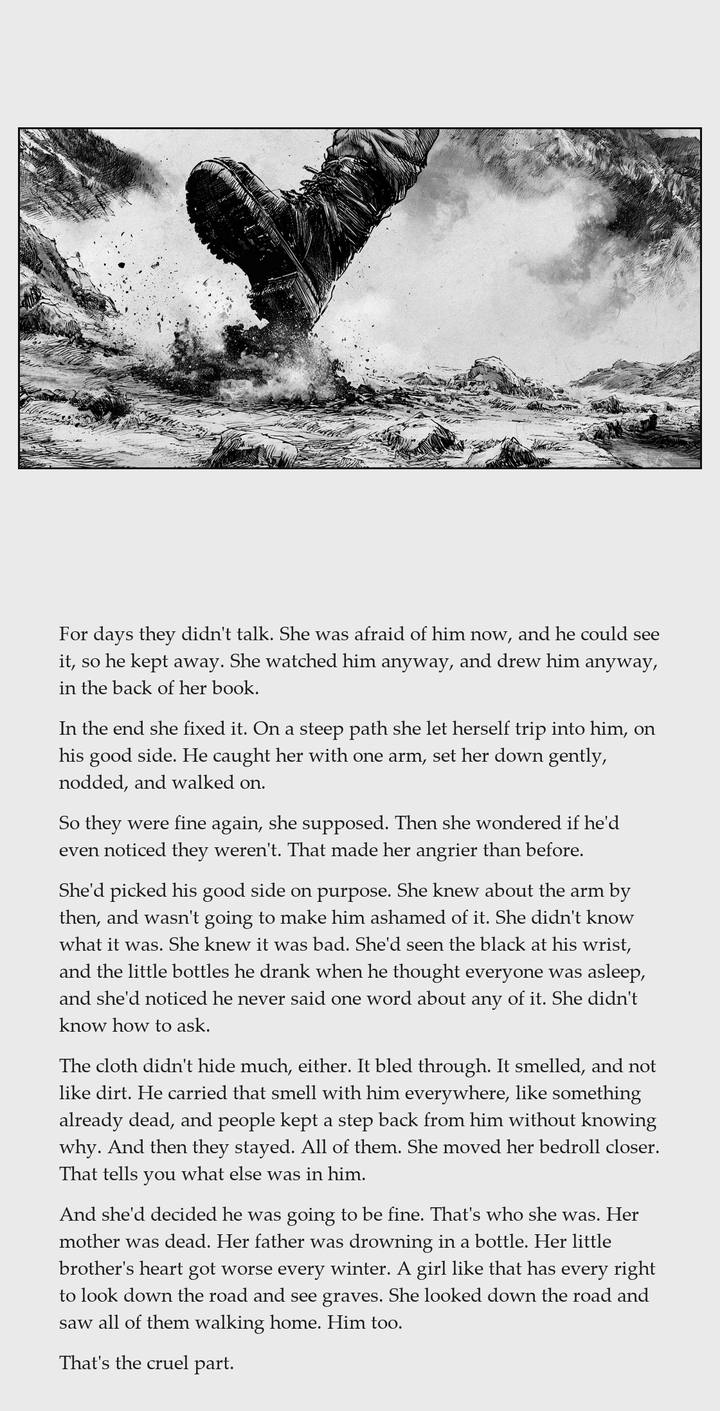 For days they didn't talk. She was afraid of him now, and he could see
it, so he kept away. She watched him anyway, and drew him anyway,
in the back of her book.
In the end she fixed it. On a steep path she let herself trip into him, on
his good side. He caught her with one arm, set her down gently,
nodded, and walked on.
So they were fine again, she supposed. Then she wondered if he'd
even noticed they weren't. That made her angrier than before.
She'd picked his good side on purpose. She knew about the arm by
then, and wasn't going to make him ashamed of it. She didn't know
what it was. She knew it was bad. She'd seen the black at his wrist,
and the little bottles he drank when he thought everyone was asleep,
and she'd noticed he never said one word about any of it. She didn't
know how to ask.
The cloth didn't hide much, either. It bled through. It smelled, and not
like dirt. He carried that smell with him everywhere, like something
already dead, and people kept a step back from him without knowing
why. And then they stayed. All of them. She moved her bedroll closer.
That tells you what else was in him.
And she'd decided he was going to be fine. That's who she was. Her
mother was dead. Her father was drowning in a bottle. Her little
brother's heart got worse every winter. A girl like that has every right
to look down the road and see graves. She looked down the road and
saw all of them walking home. Him too.
That's the cruel part.